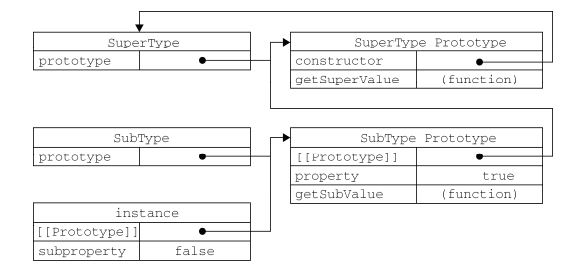 SuperType
prototype
SuperType Prototype
constructor
getSuperValue (function)
SubType
prototype
SubType Prototype
[[Prototype]]
property true
getSubValue (function)
instance
[[Prototype]]
subproperty false